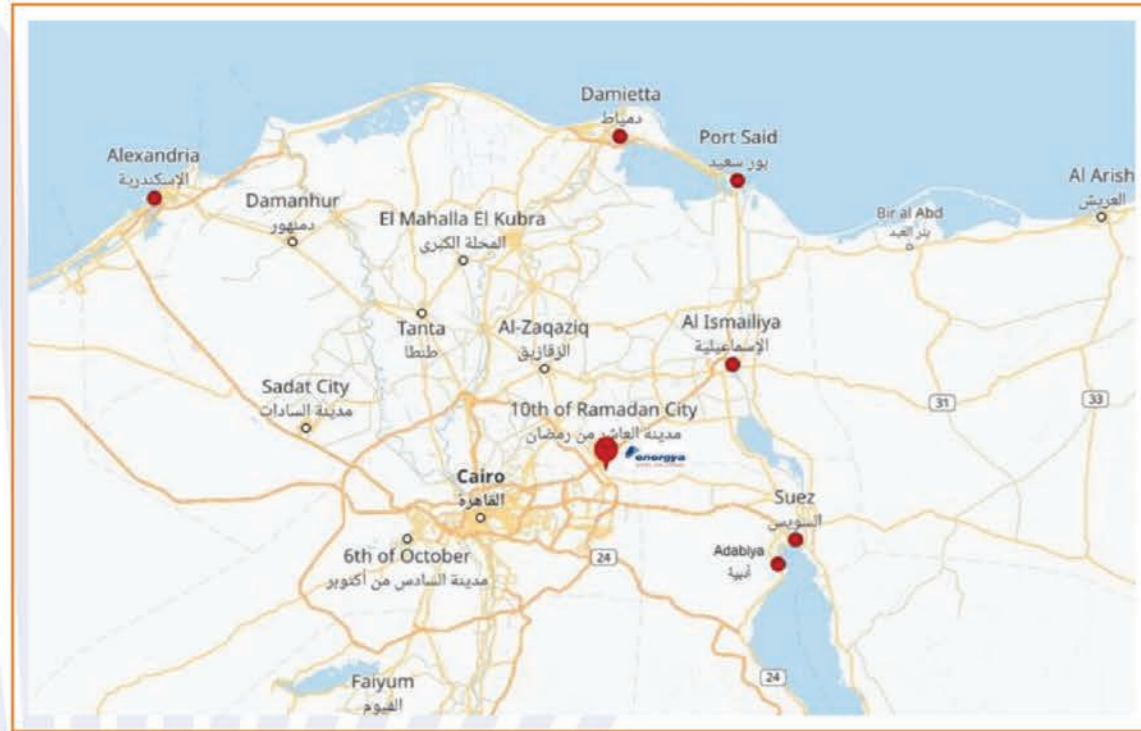 Damietta
دمياط
Port Said
بور سعيد
Alexandria
الإسكندرية
Al Arish
العريش
Damanhur
دمنهور
El Mahalla El Kubra
المحلة الكبرى
Bir al Abd
بئر العبد
Tanta
طنطا
Al-Zaqaziq
الزقازيق
Al Ismailiya
الإسماعيلية
Sadat City
مدينة السادات
31
33
10th of Ramadan City
مدينة العاشر من رمضان
energya
Cairo
القاهرة
Suez
السويس
Adabiya
أدبية
6th of October
مدينة السادس من أكتوبر
24
24
Faiyum
الفيوم